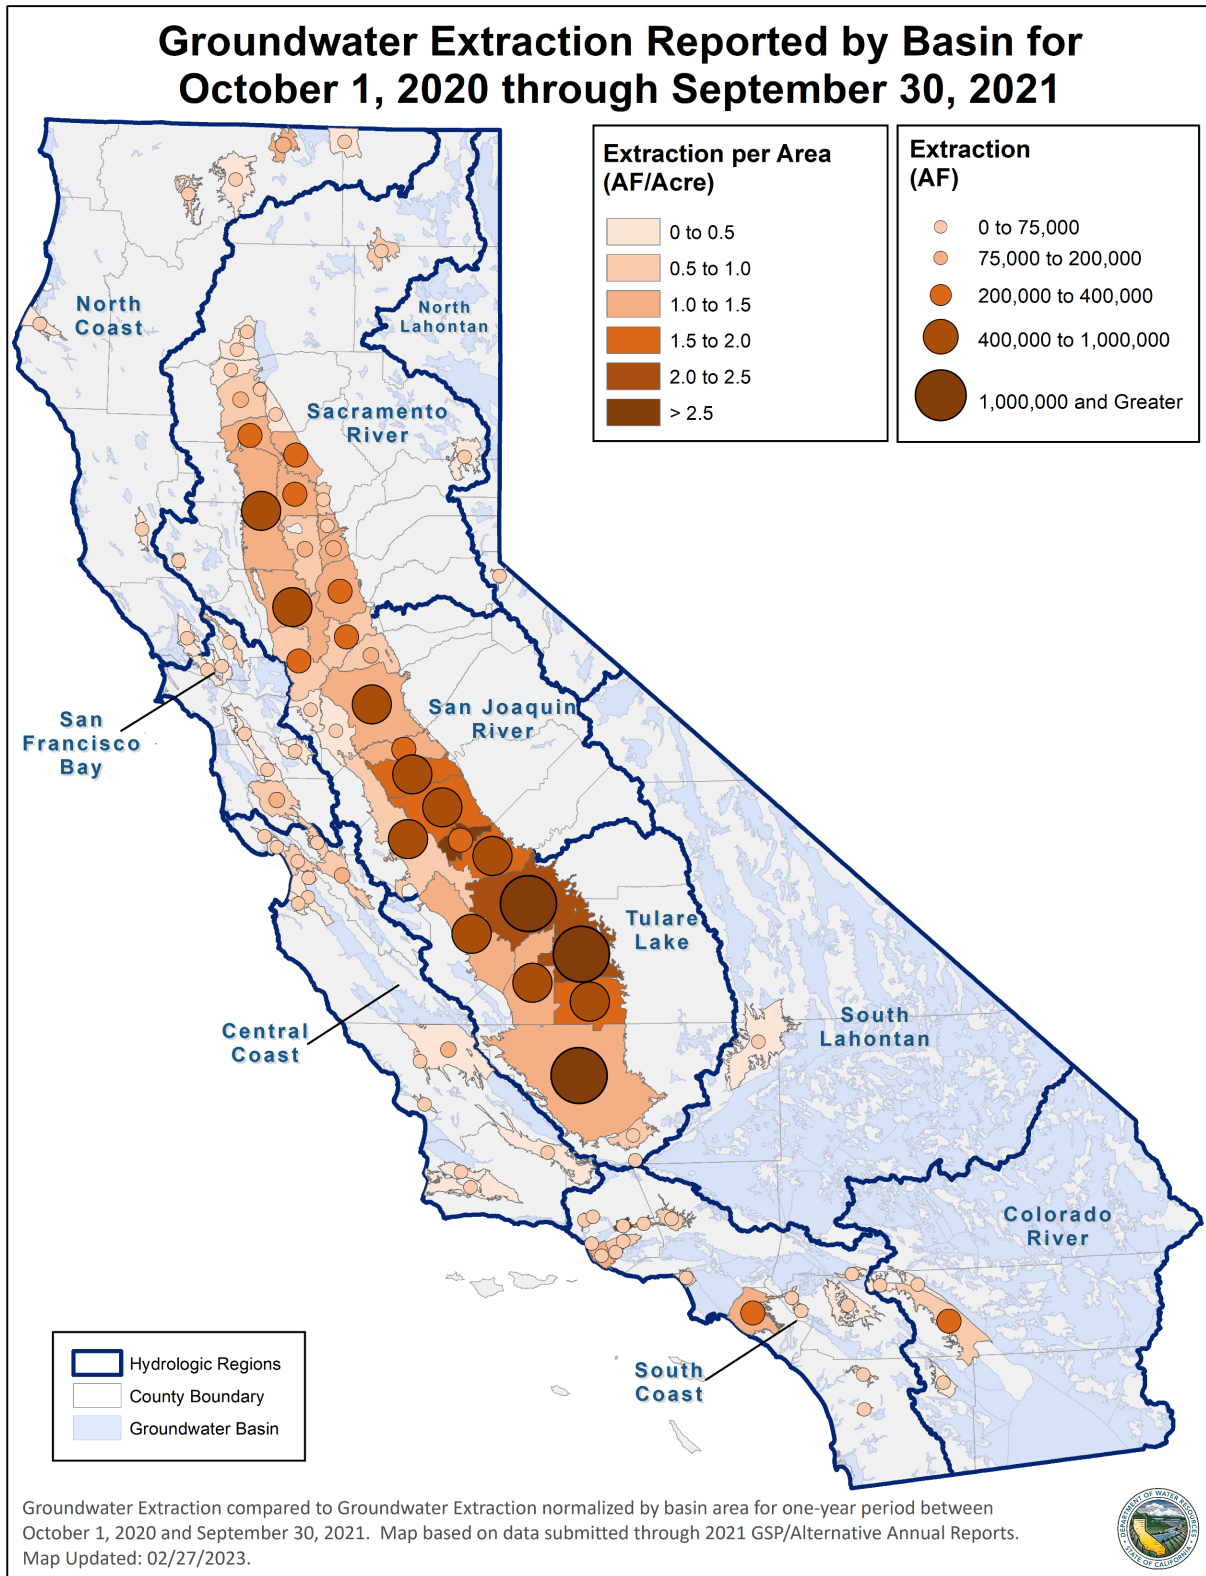 Groundwater Extraction Reported by Basin for
October 1, 2020 through September 30, 2021
Extraction per Area
(AF/Acre)
0 to 0.5
0.5 to 1.0
1.0 to 1.5
1.5 to 2.0
2.0 to 2.5
> 2.5
Extraction
(AF)
0 to 75,000
75,000 to 200,000
200,000 to 400,000
400,000 to 1,000,000
1,000,000 and Greater
North
Coast
North
Lahontan
Sacramento
River
San Joaquin
River
San
Francisco
Bay
Tulare
Lake
Central
Coast
South
Lahontan
Colorado
River
South
Coast
Hydrologic Regions
County Boundary
Groundwater Basin
Groundwater Extraction compared to Groundwater Extraction normalized by basin area for one-year period between
October 1, 2020 and September 30, 2021. Map based on data submitted through 2021 GSP/Alternative Annual Reports.
Map Updated: 02/27/2023.
DEPARTMENT OF WATER RESOURCES
STATE OF CALIFORNIA